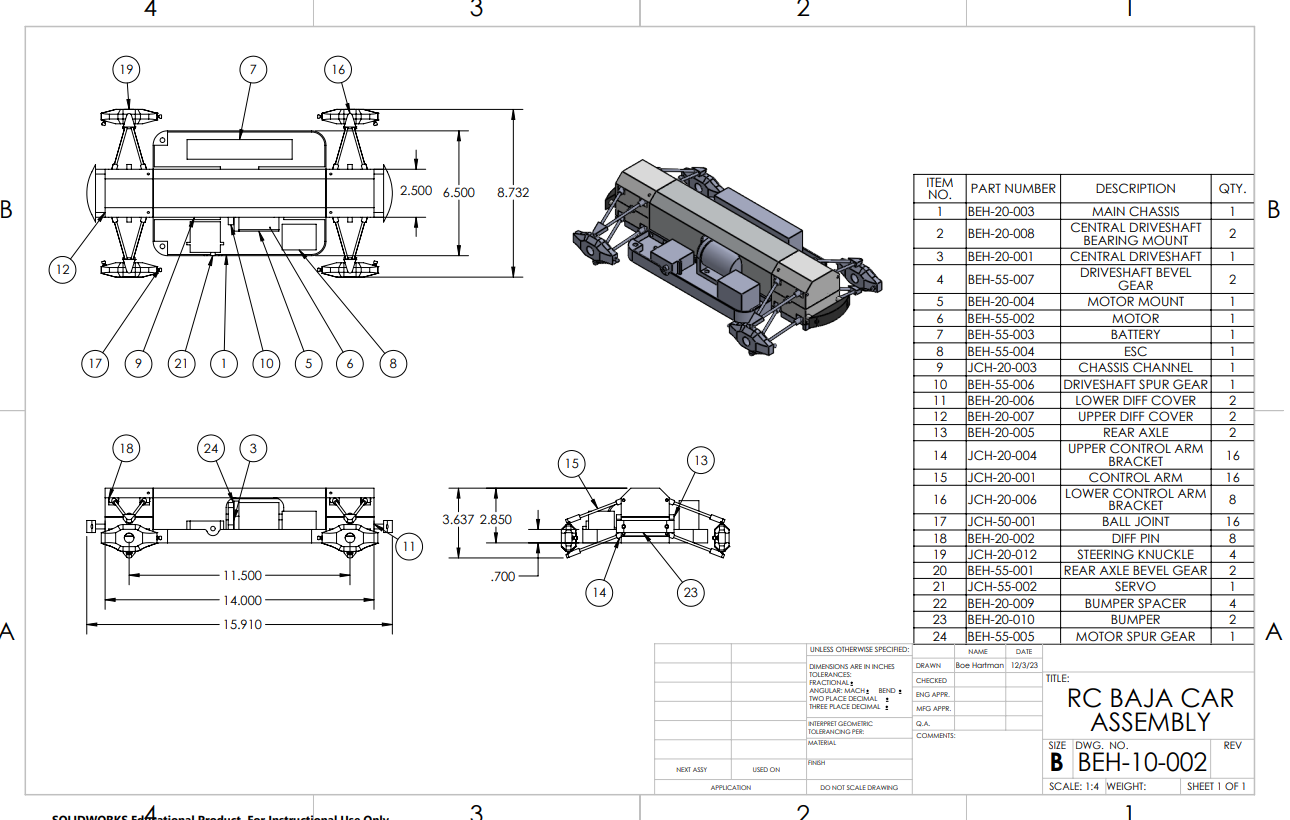 4 3 2 1
19 7 16
2.500 6.500 8.732
12
17 9 21 1 10 5 6 8
B B
ITEM NO. PART NUMBER DESCRIPTION QTY.
1 BEH-20-003 MAIN CHASSIS 1
2 BEH-20-008 CENTRAL DRIVESHAFT BEARING MOUNT 2
3 BEH-20-001 CENTRAL DRIVESHAFT 1
4 BEH-55-007 DRIVESHAFT BEVEL GEAR 2
5 BEH-20-004 MOTOR MOUNT 1
6 BEH-55-002 MOTOR 1
7 BEH-55-003 BATTERY 1
8 BEH-55-004 ESC 1
9 JCH-20-003 CHASSIS CHANNEL 1
10 BEH-55-006 DRIVESHAFT SPUR GEAR 1
11 BEH-20-006 LOWER DIFF COVER 2
12 BEH-20-007 UPPER DIFF COVER 2
13 BEH-20-005 REAR AXLE 2
14 JCH-20-004 UPPER CONTROL ARM BRACKET 16
15 JCH-20-001 CONTROL ARM 16
16 JCH-20-006 LOWER CONTROL ARM BRACKET 8
17 JCH-50-001 BALL JOINT 16
18 BEH-20-002 DIFF PIN 8
19 JCH-20-012 STEERING KNUCKLE 4
20 BEH-55-001 REAR AXLE BEVEL GEAR 2
21 JCH-55-002 SERVO 1
22 BEH-20-009 BUMPER SPACER 4
23 BEH-20-010 BUMPER 2
24 BEH-55-005 MOTOR SPUR GEAR 1
18 24 3
11
11.500
14.000
15.910
15 13
3.637 2.850
.700
14 23
A A
UNLESS OTHERWISE SPECIFIED:
DIMENSIONS ARE IN INCHES
TOLERANCES:
FRACTIONAL±
ANGULAR: MACH± BEND ±
TWO PLACE DECIMAL ±
THREE PLACE DECIMAL ±
INTERPRET GEOMETRIC
TOLERANCING PER:
MATERIAL
FINISH
DO NOT SCALE DRAWING
NEXT ASSY USED ON
APPLICATION
NAME DATE
DRAWN Boe Hartman 12/3/23
CHECKED
ENG APPR.
MFG APPR.
Q.A.
COMMENTS:
TITLE:
RC BAJA CAR
ASSEMBLY
SIZE DWG. NO. REV
B BEH-10-002
SCALE: 1:4 WEIGHT: SHEET 1 OF 1
4 3 2 1
SOLIDWORKS Educational Product. For Instructional Use Only.